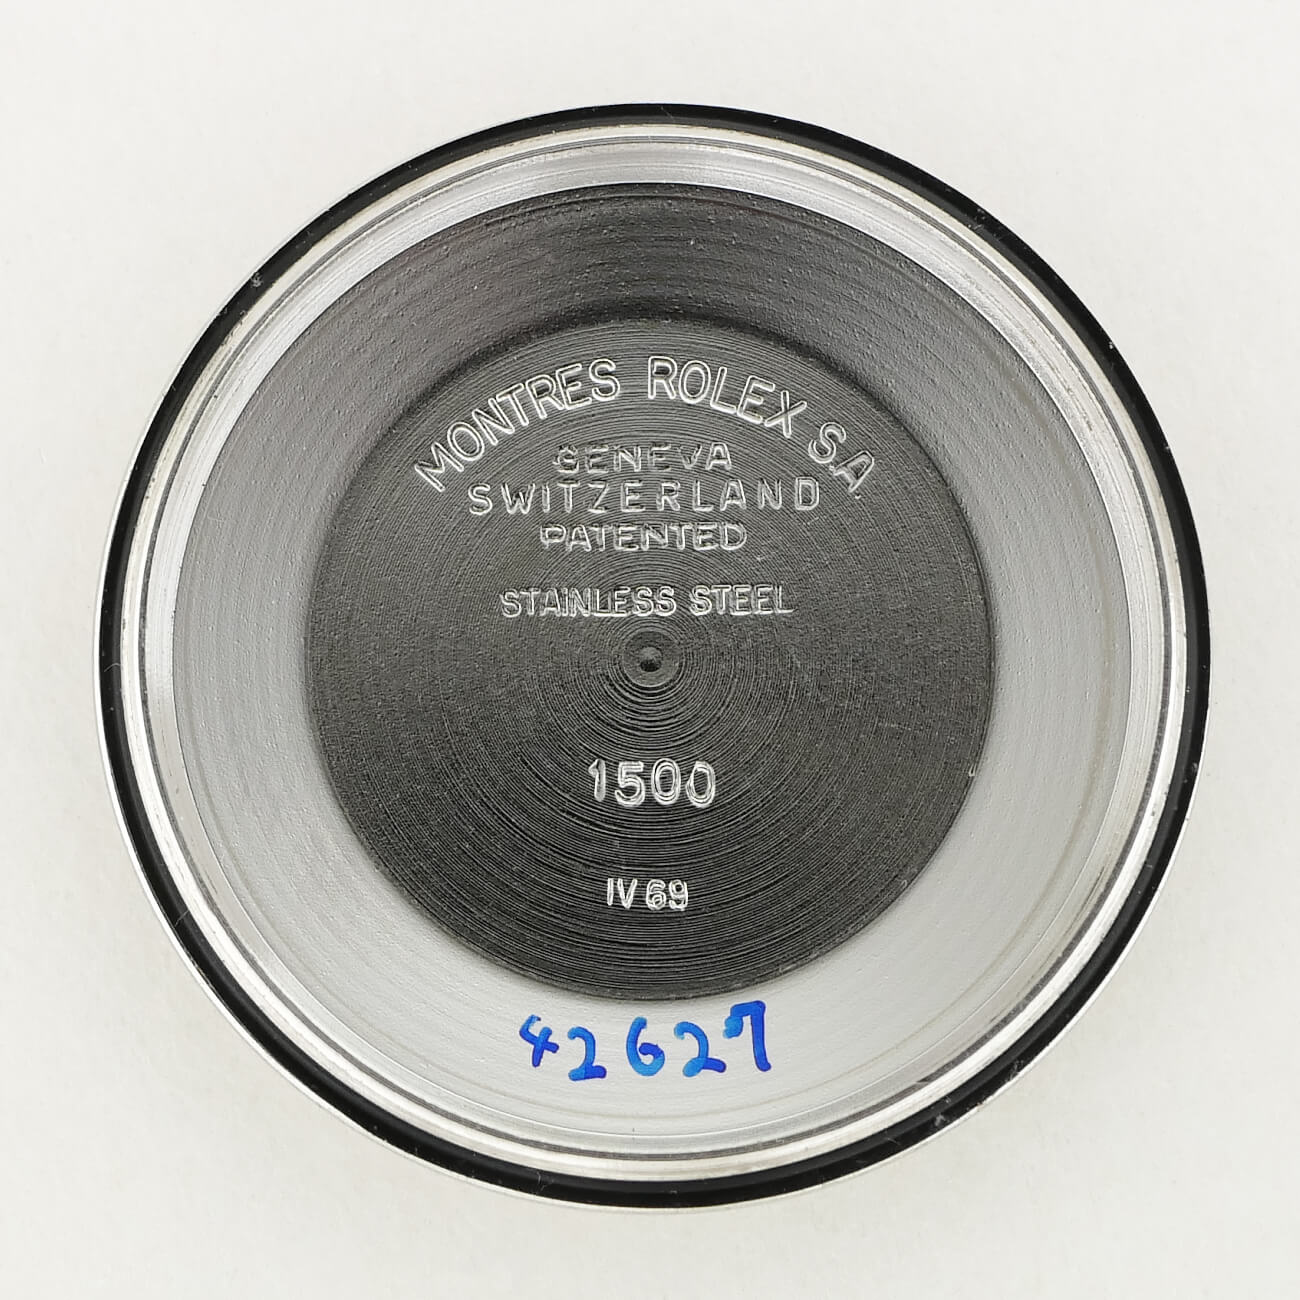 MONTRES ROLEX S.A.
GENEVA
SWITZERLAND
PATENTED
STAINLESS STEEL
1500
IV 69
42627